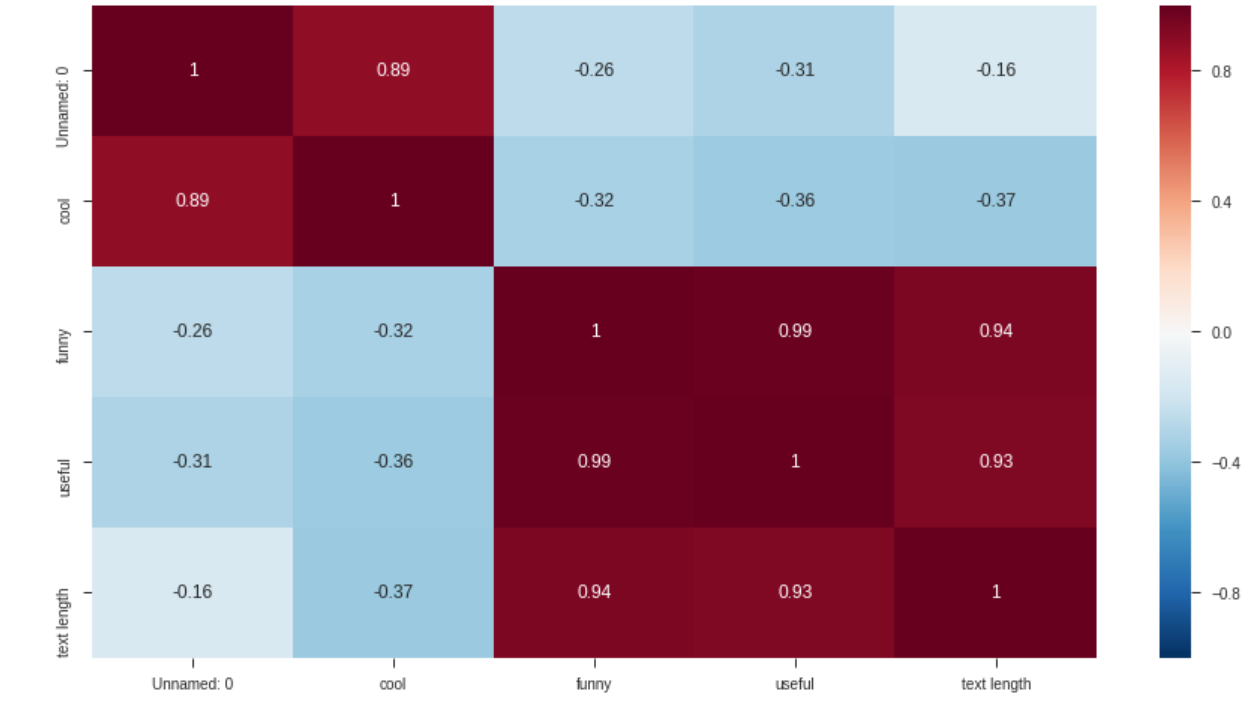 Unnamed: 0 1 0.89 -0.26 -0.31 -0.16
cool 0.89 1 -0.32 -0.36 -0.37
funny -0.26 -0.32 1 0.99 0.94
useful -0.31 -0.36 0.99 1 0.93
text length -0.16 -0.37 0.94 0.93 1
Unnamed: 0 cool funny useful text length
0.8
0.4
0.0
−0.4
−0.8